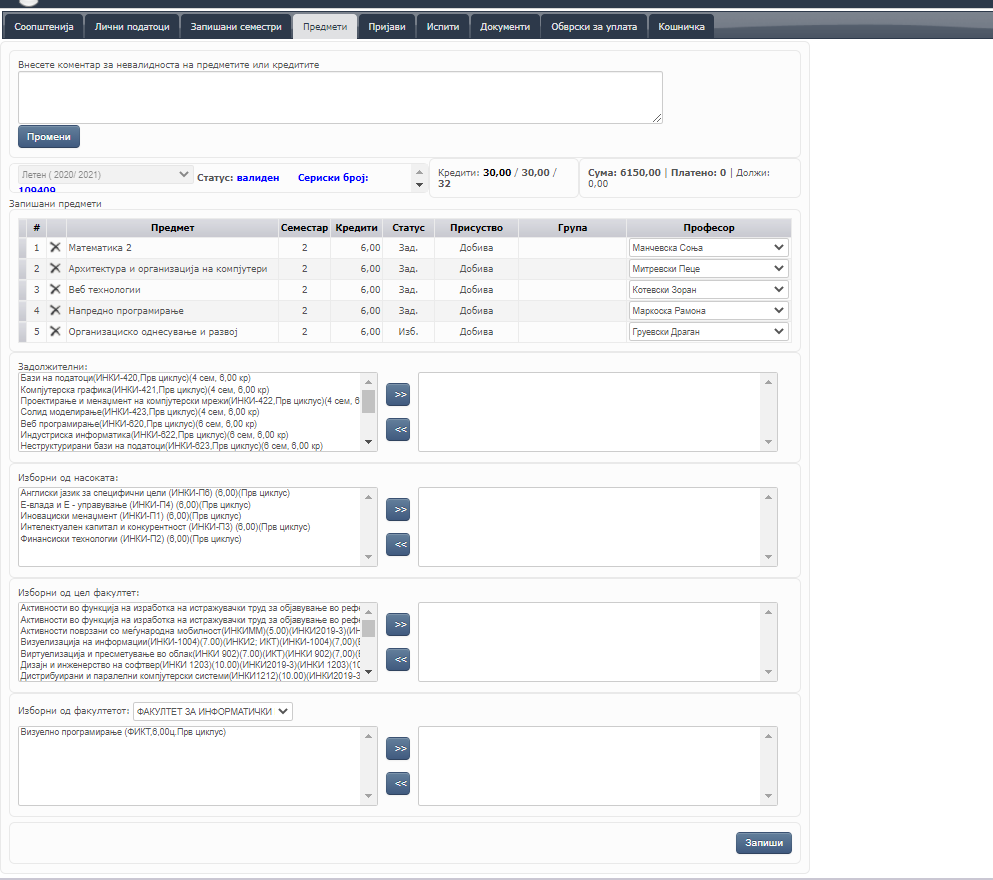 Соопштенија Лични податоци Запишани семестри Предмети Пријави Испити Документи Обврски за уплата Кошничка
Внесете коментар за невалидноста на предметите или кредитите
Промени
Летен ( 2020/ 2021) Статус: валиден Сериски број:
109409
Кредити: 30,00 / 30,00 /
32
Сума: 6150,00 | Платено: 0 | Должи:
0,00
Запишани предмети
# Предмет Семестар Кредити Статус Присуство Група Професор
1 Математика 2 2 6,00 Зад. Добива Манчевска Соња
2 Архитектура и организација на компјутери 2 6,00 Зад. Добива Митревски Пеце
3 Веб технологии 2 6,00 Зад. Добива Котевски Зоран
4 Напредно програмирање 2 6,00 Зад. Добива Маркоска Рамона
5 Организациско однесување и развој 2 6,00 Изб. Добива Груевски Драган
Задолжителни:
Бази на податоци(ИНКИ-420,Прв циклус)(4 сем, 6,00 кр)
Компјутерска графика(ИНКИ-421,Прв циклус)(4 сем, 6,00 кр)
Проектирање и менаџмент на компјутерски мрежи(ИНКИ-422,Прв циклус)(4 сем, 6
Солид моделирање(ИНКИ-423,Прв циклус)(4 сем, 6,00 кр)
Веб програмирање(ИНКИ-620,Прв циклус)(6 сем, 6,00 кр)
Индустриска информатика(ИНКИ-622,Прв циклус)(6 сем, 6,00 кр)
Неструктурирани бази на податоци(ИНКИ-623,Прв циклус)(6 сем, 6,00 кр)
>>
<<
Изборни од насоката:
Англиски јазик за специфични цели (ИНКИ-П6) (6,00)(Прв циклус)
Е-влада и Е - управување (ИНКИ-П4) (6,00)(Прв циклус)
Иновациски менаџмент (ИНКИ-П1) (6,00)(Прв циклус)
Интелектуален капитал и конкурентност (ИНКИ-П3) (6,00)(Прв циклус)
Финансиски технологии (ИНКИ-П2) (6,00)(Прв циклус)
>>
<<
Изборни од цел факултет:
Активности во функција на изработка на истражувачки труд за објавување во рефе
Активности во функција на изработка на истражувачки труд за објавување во рефе
Активности поврзани со меѓународна мобилност(ИНКИММ)(5.00)(ИНКИ2019-3)(ИН
Визуелизација на информации(ИНКИ-1004)(7.00)(ИНКИ2; ИКТ)(ИНКИ-1004)(7,00)(В
Виртуелизација и пресметување во облак(ИНКИ 902)(7.00)(ИКТ)(ИНКИ 902)(7,00)(В
Дизајн и инженерство на софтвер(ИНКИ 1203)(10.00)(ИНКИ2019-3)(ИНКИ 1203)(10
Дистрибуирани и паралелни компјутерски системи(ИНКИ1212)(10.00)(ИНКИ2019-3
>>
<<
Изборни од факултетот: ФАКУЛТЕТ ЗА ИНФОРМАТИЧКИ
Визуелно програмирање (ФИКТ,6,00ц,Прв циклус)
>>
<<
Запиши